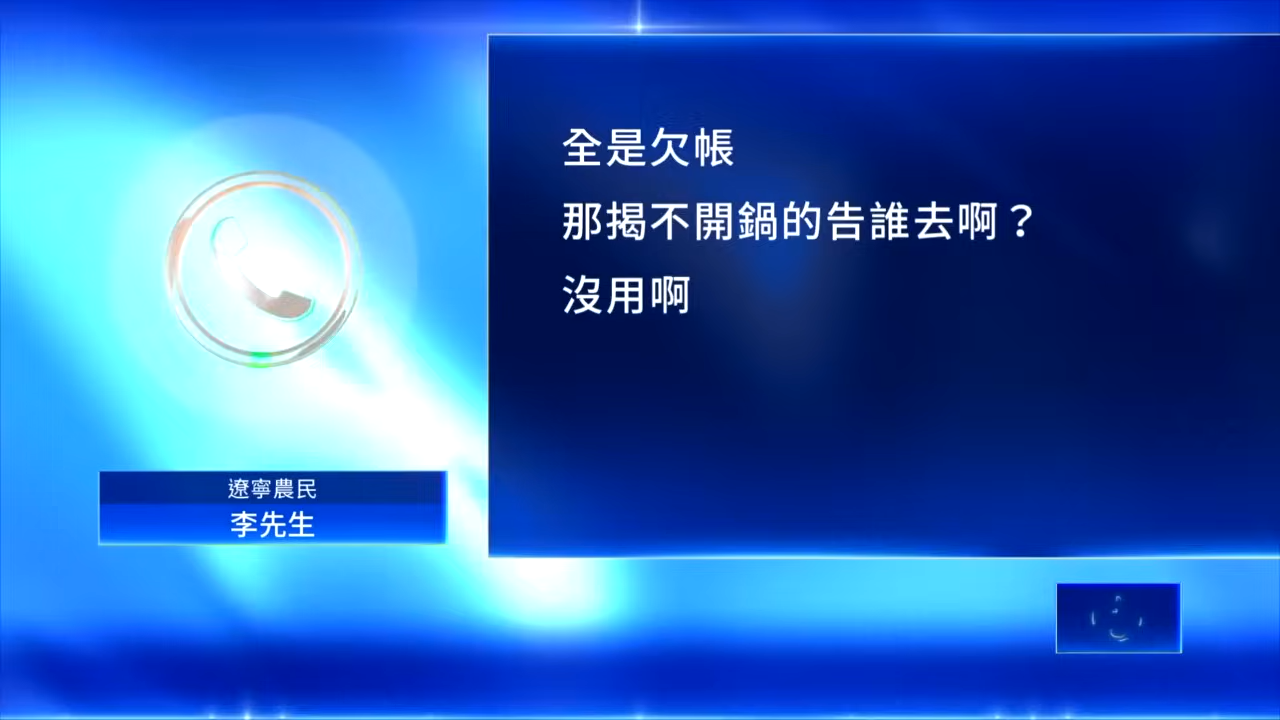 全是欠帳
那揭不開鍋的告誰去啊？
沒用啊
遼寧農民
李先生